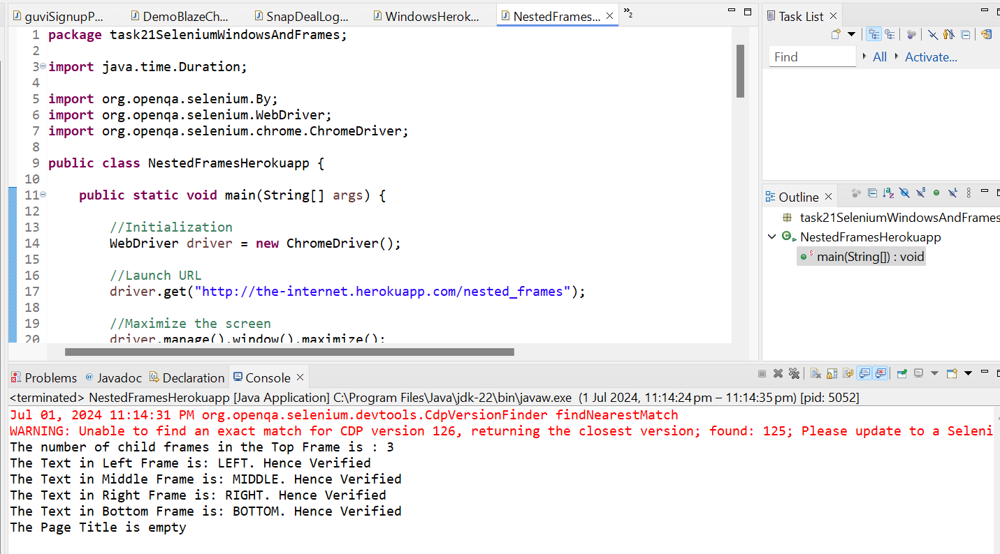 guviSignupP... DemoBlazeCh... SnapDealLog... WindowsHerok... NestedFrames... »2
1 package task21SeleniumWindowsAndFrames;
2
3 import java.time.Duration;
4
5 import org.openqa.selenium.By;
6 import org.openqa.selenium.WebDriver;
7 import org.openqa.selenium.chrome.ChromeDriver;
8
9 public class NestedFramesHerokuapp {
10
11 public static void main(String[] args) {
12
13 //Initialization
14 WebDriver driver = new ChromeDriver();
15
16 //Launch URL
17 driver.get("http://the-internet.herokuapp.com/nested_frames");
18
19 //Maximize the screen
20 driver.manage().window().maximize();
Task List
Find All Activate...
Outline
task21SeleniumWindowsAndFrames
NestedFramesHerokuapp
main(String[]) : void
Problems Javadoc Declaration Console
<terminated> NestedFramesHerokuapp [Java Application] C:\Program Files\Java\jdk-22\bin\javaw.exe (1 Jul 2024, 11:14:24 pm – 11:14:35 pm) [pid: 5052]
Jul 01, 2024 11:14:31 PM org.openqa.selenium.devtools.CdpVersionFinder findNearestMatch
WARNING: Unable to find an exact match for CDP version 126, returning the closest version; found: 125; Please update to a Seleni
The number of child frames in the Top Frame is : 3
The Text in Left Frame is: LEFT. Hence Verified
The Text in Middle Frame is: MIDDLE. Hence Verified
The Text in Right Frame is: RIGHT. Hence Verified
The Text in Bottom Frame is: BOTTOM. Hence Verified
The Page Title is empty